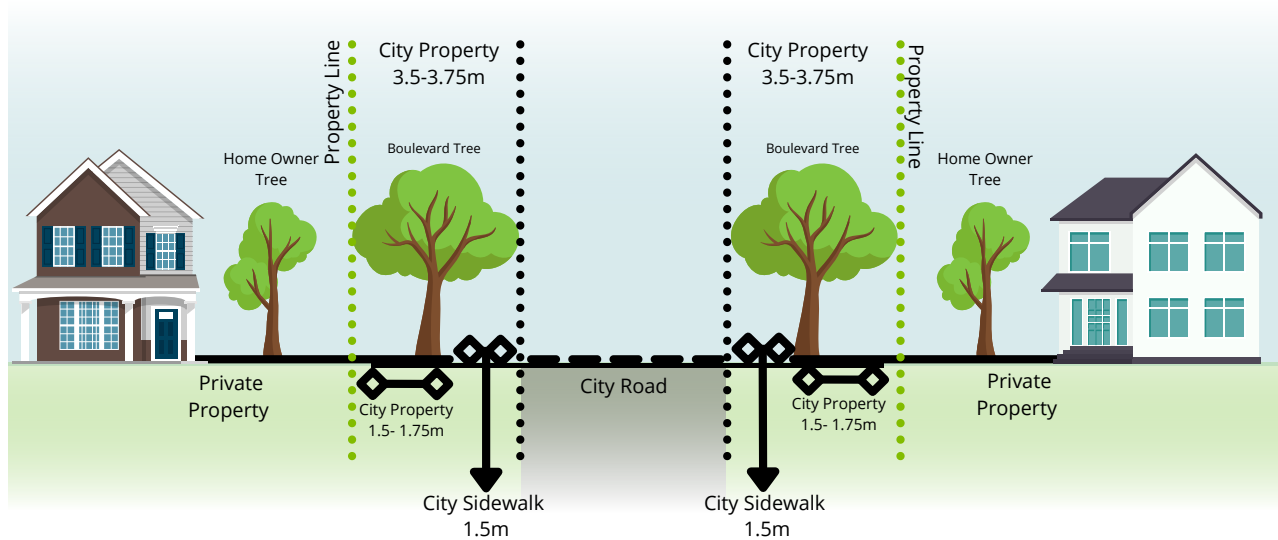 Property Line
City Property
3.5-3.75m
City Property
3.5-3.75m
Property Line
Home Owner
Tree
Boulevard Tree
Boulevard Tree
Home Owner
Tree
Private
Property
City Property
1.5- 1.75m
City Road
City Property
1.5- 1.75m
Private
Property
City Sidewalk
1.5m
City Sidewalk
1.5m